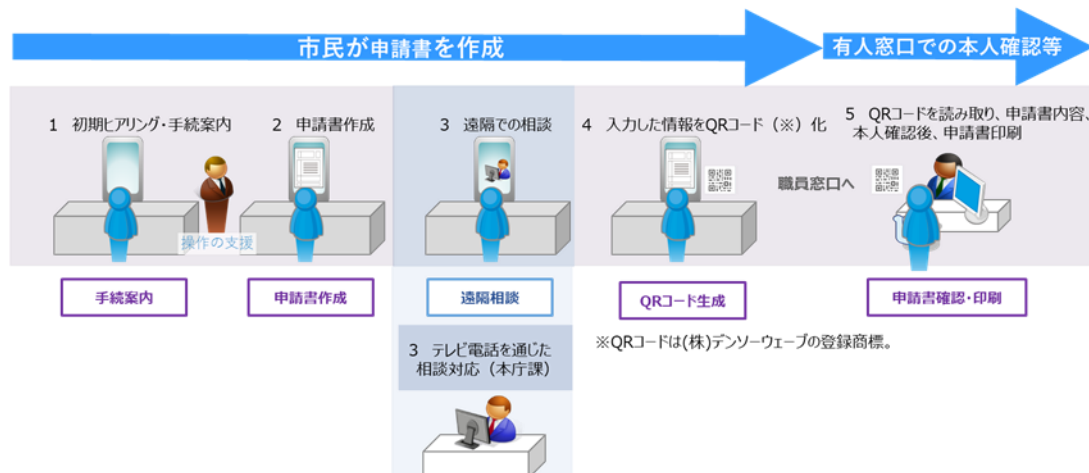 市民が申請書を作成
有人窓口での本人確認等
1 初期ヒアリング・手続案内
2 申請書作成
3 遠隔での相談
4 入力した情報をQRコード（※）化
5 QRコードを読み取り、申請書内容、
本人確認後、申請書印刷
操作の支援
職員窓口へ
手続案内
申請書作成
遠隔相談
QRコード生成
申請書確認・印刷
3 テレビ電話を通じた
相談対応（本庁課）
※QRコードは(株)デンソーウェーブの登録商標。